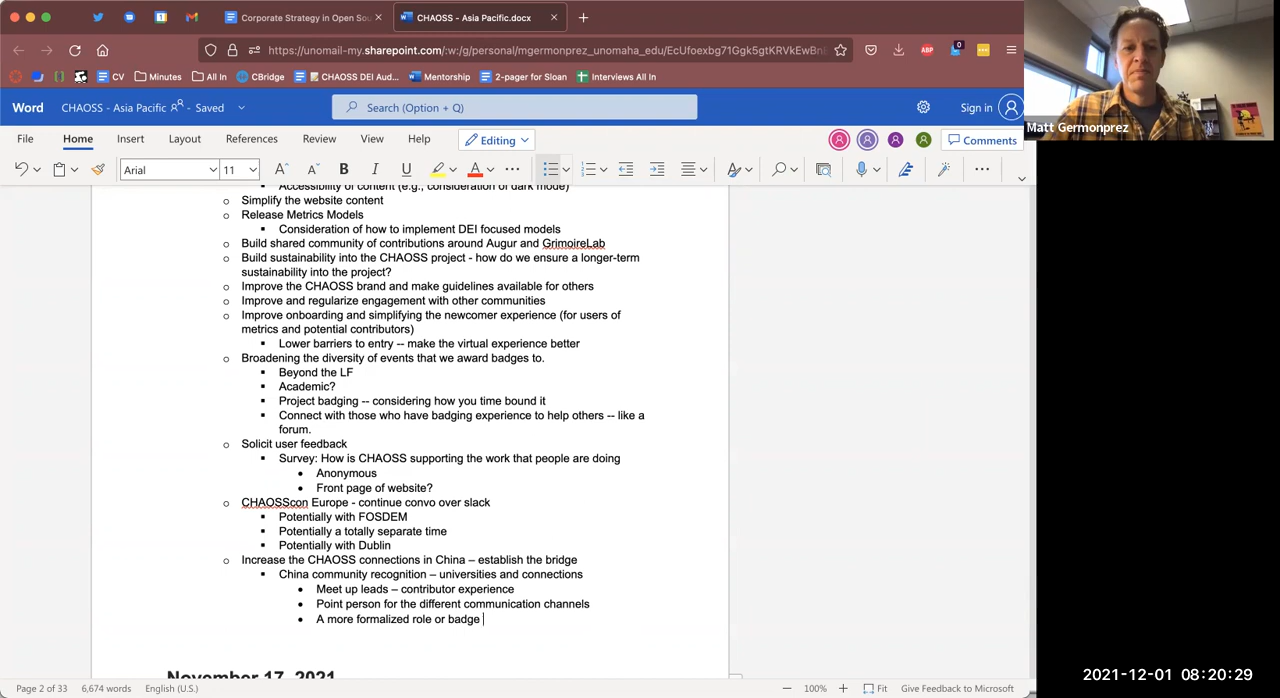 Corporate Strategy in Open Sou
CHAOSS - Asia Pacific.docx
https://unomail-my.sharepoint.com/:w:/g/personal/mgermonprez_unomaha_edu/EcUfoexbg71Ggk5gtKRVkEwBnl
ABP
0
CV
Minutes
All In
CBridge
CHAOSS DEI Aud...
Mentorship
2-pager for Sloan
Interviews All In
Word
CHAOSS - Asia Pacific - Saved
Search (Option + Q)
Sign in
File
Home
Insert
Layout
References
Review
View
Help
Editing
Comments
Arial
11
Accessibility of content (e.g., consideration of dark mode)
Simplify the website content
Release Metrics Models
Consideration of how to implement DEI focused models
Build shared community of contributions around Augur and GrimoireLab
Build sustainability into the CHAOSS project - how do we ensure a longer-term
sustainability into the project?
Improve the CHAOSS brand and make guidelines available for others
Improve and regularize engagement with other communities
Improve onboarding and simplifying the newcomer experience (for users of
metrics and potential contributors)
Lower barriers to entry -- make the virtual experience better
Broadening the diversity of events that we award badges to.
Beyond the LF
Academic?
Project badging -- considering how you time bound it
Connect with those who have badging experience to help others -- like a
forum.
Solicit user feedback
Survey: How is CHAOSS supporting the work that people are doing
Anonymous
Front page of website?
CHAOSScon Europe - continue convo over slack
Potentially with FOSDEM
Potentially a totally separate time
Potentially with Dublin
Increase the CHAOSS connections in China – establish the bridge
China community recognition – universities and connections
Meet up leads – contributor experience
Point person for the different communication channels
A more formalized role or badge
November 17, 2021
Page 2 of 33
6,674 words
English (U.S.)
100%
Fit
Give Feedback to Microsoft
Matt Germonprez
2021-12-01 08:20:29